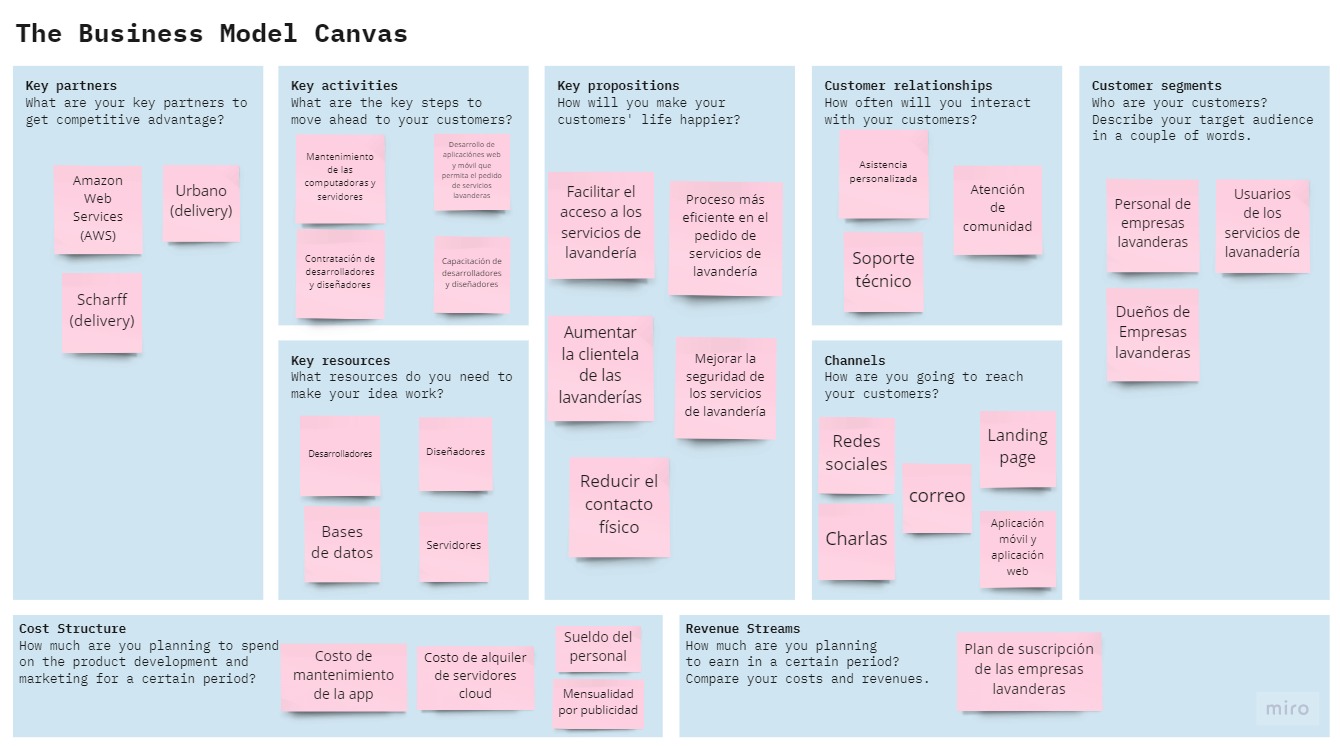 The Business Model Canvas
Key partners
What are your key partners to
get competitive advantage?
Amazon
Web
Services
(AWS)
Urbano
(delivery)
Scharff
(delivery)
Key activities
What are the key steps to
move ahead to your customers?
Mantenimiento
de las
computadoras y
servidores
Desarrollo de
aplicaciónes web
y móvil que
permita el pedido
de servicios
lavanderas
Contratación de
desarrolladores
y diseñadores
Capacitación de
desarrolladores
y diseñadores
Key resources
What resources do you need to
make your idea work?
Desarrolladores
Diseñadores
Bases
de datos
Servidores
Key propositions
How will you make your
customers' life happier?
Facilitar el
acceso a los
servicios de
lavandería
Proceso más
eficiente en el
pedido de
servicios de
lavandería
Aumentar
la clientela
de las
lavanderías
Mejorar la
seguridad de
los servicios
de lavandería
Reducir el
contacto
físico
Customer relationships
How often will you interact
with your customers?
Asistencia
personalizada
Atención
de
comunidad
Soporte
técnico
Channels
How are you going to reach
your customers?
Redes
sociales
Landing
page
correo
Charlas
Aplicación
móvil y
aplicación
web
Customer segments
Who are your customers?
Describe your target audience
in a couple of words.
Personal de
empresas
lavanderas
Usuarios
de los
servicios de
lavanadería
Dueños de
Empresas
lavanderas
Cost Structure
How much are you planning to spend
on the product development and
marketing for a certain period?
Costo de
mantenimiento
de la app
Costo de alquiler
de servidores
cloud
Sueldo del
personal
Mensualidad
por publicidad
Revenue Streams
How much are you planning
to earn in a certain period?
Compare your costs and revenues.
Plan de suscripción
de las empresas
lavanderas
miro